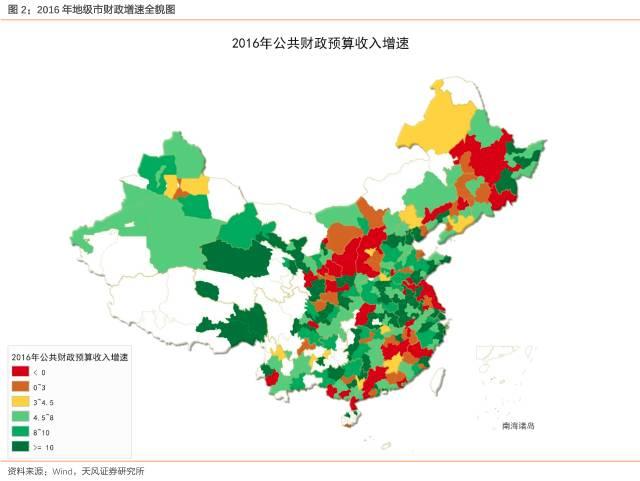 图 2：2016 年地级市财政增速全貌图
2016年公共财政预算收入增速
2016年公共财政预算收入增速
< 0
0~3
3~4.5
4.5~8
8~10
>= 10
南海诸岛
资料来源：Wind，天风证券研究所